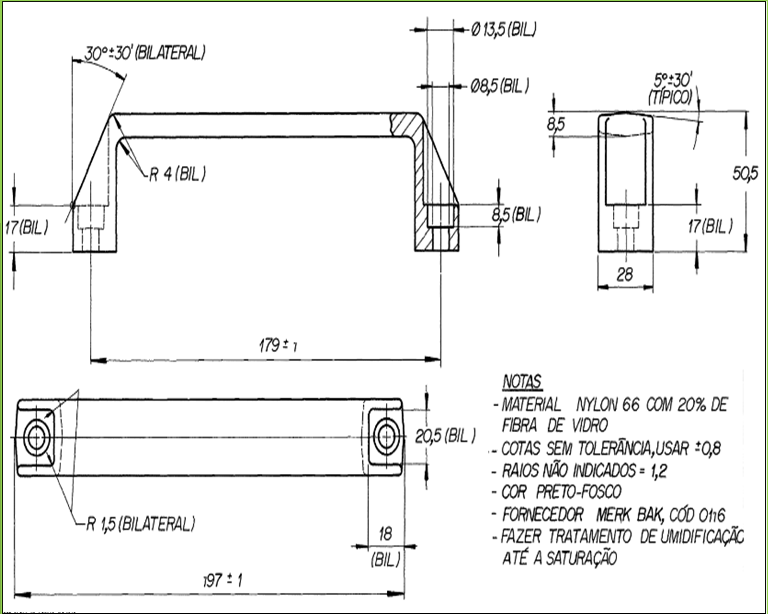 Ø 13,5 (BIL)
30°±30' (BILATERAL)
Ø8,5 (BIL)
5°±30'
(TÍPICO)
8,5
R 4 (BIL)
50,5
17 (BIL)
8,5 (BIL)
17 (BIL)
28
179 ± 1
NOTAS
- MATERIAL NYLON 66 COM 20% DE
FIBRA DE VIDRO
- COTAS SEM TOLERÂNCIA, USAR ±0,8
- RAIOS NÃO INDICADOS = 1,2
- COR PRETO-FOSCO
- FORNECEDOR MERK BAK, CÓD 0116
- FAZER TRATAMENTO DE UMIDIFICAÇÃO
ATÉ A SATURAÇÃO
20,5 (BIL)
R 1,5 (BILATERAL)
18
(BIL)
197 ± 1